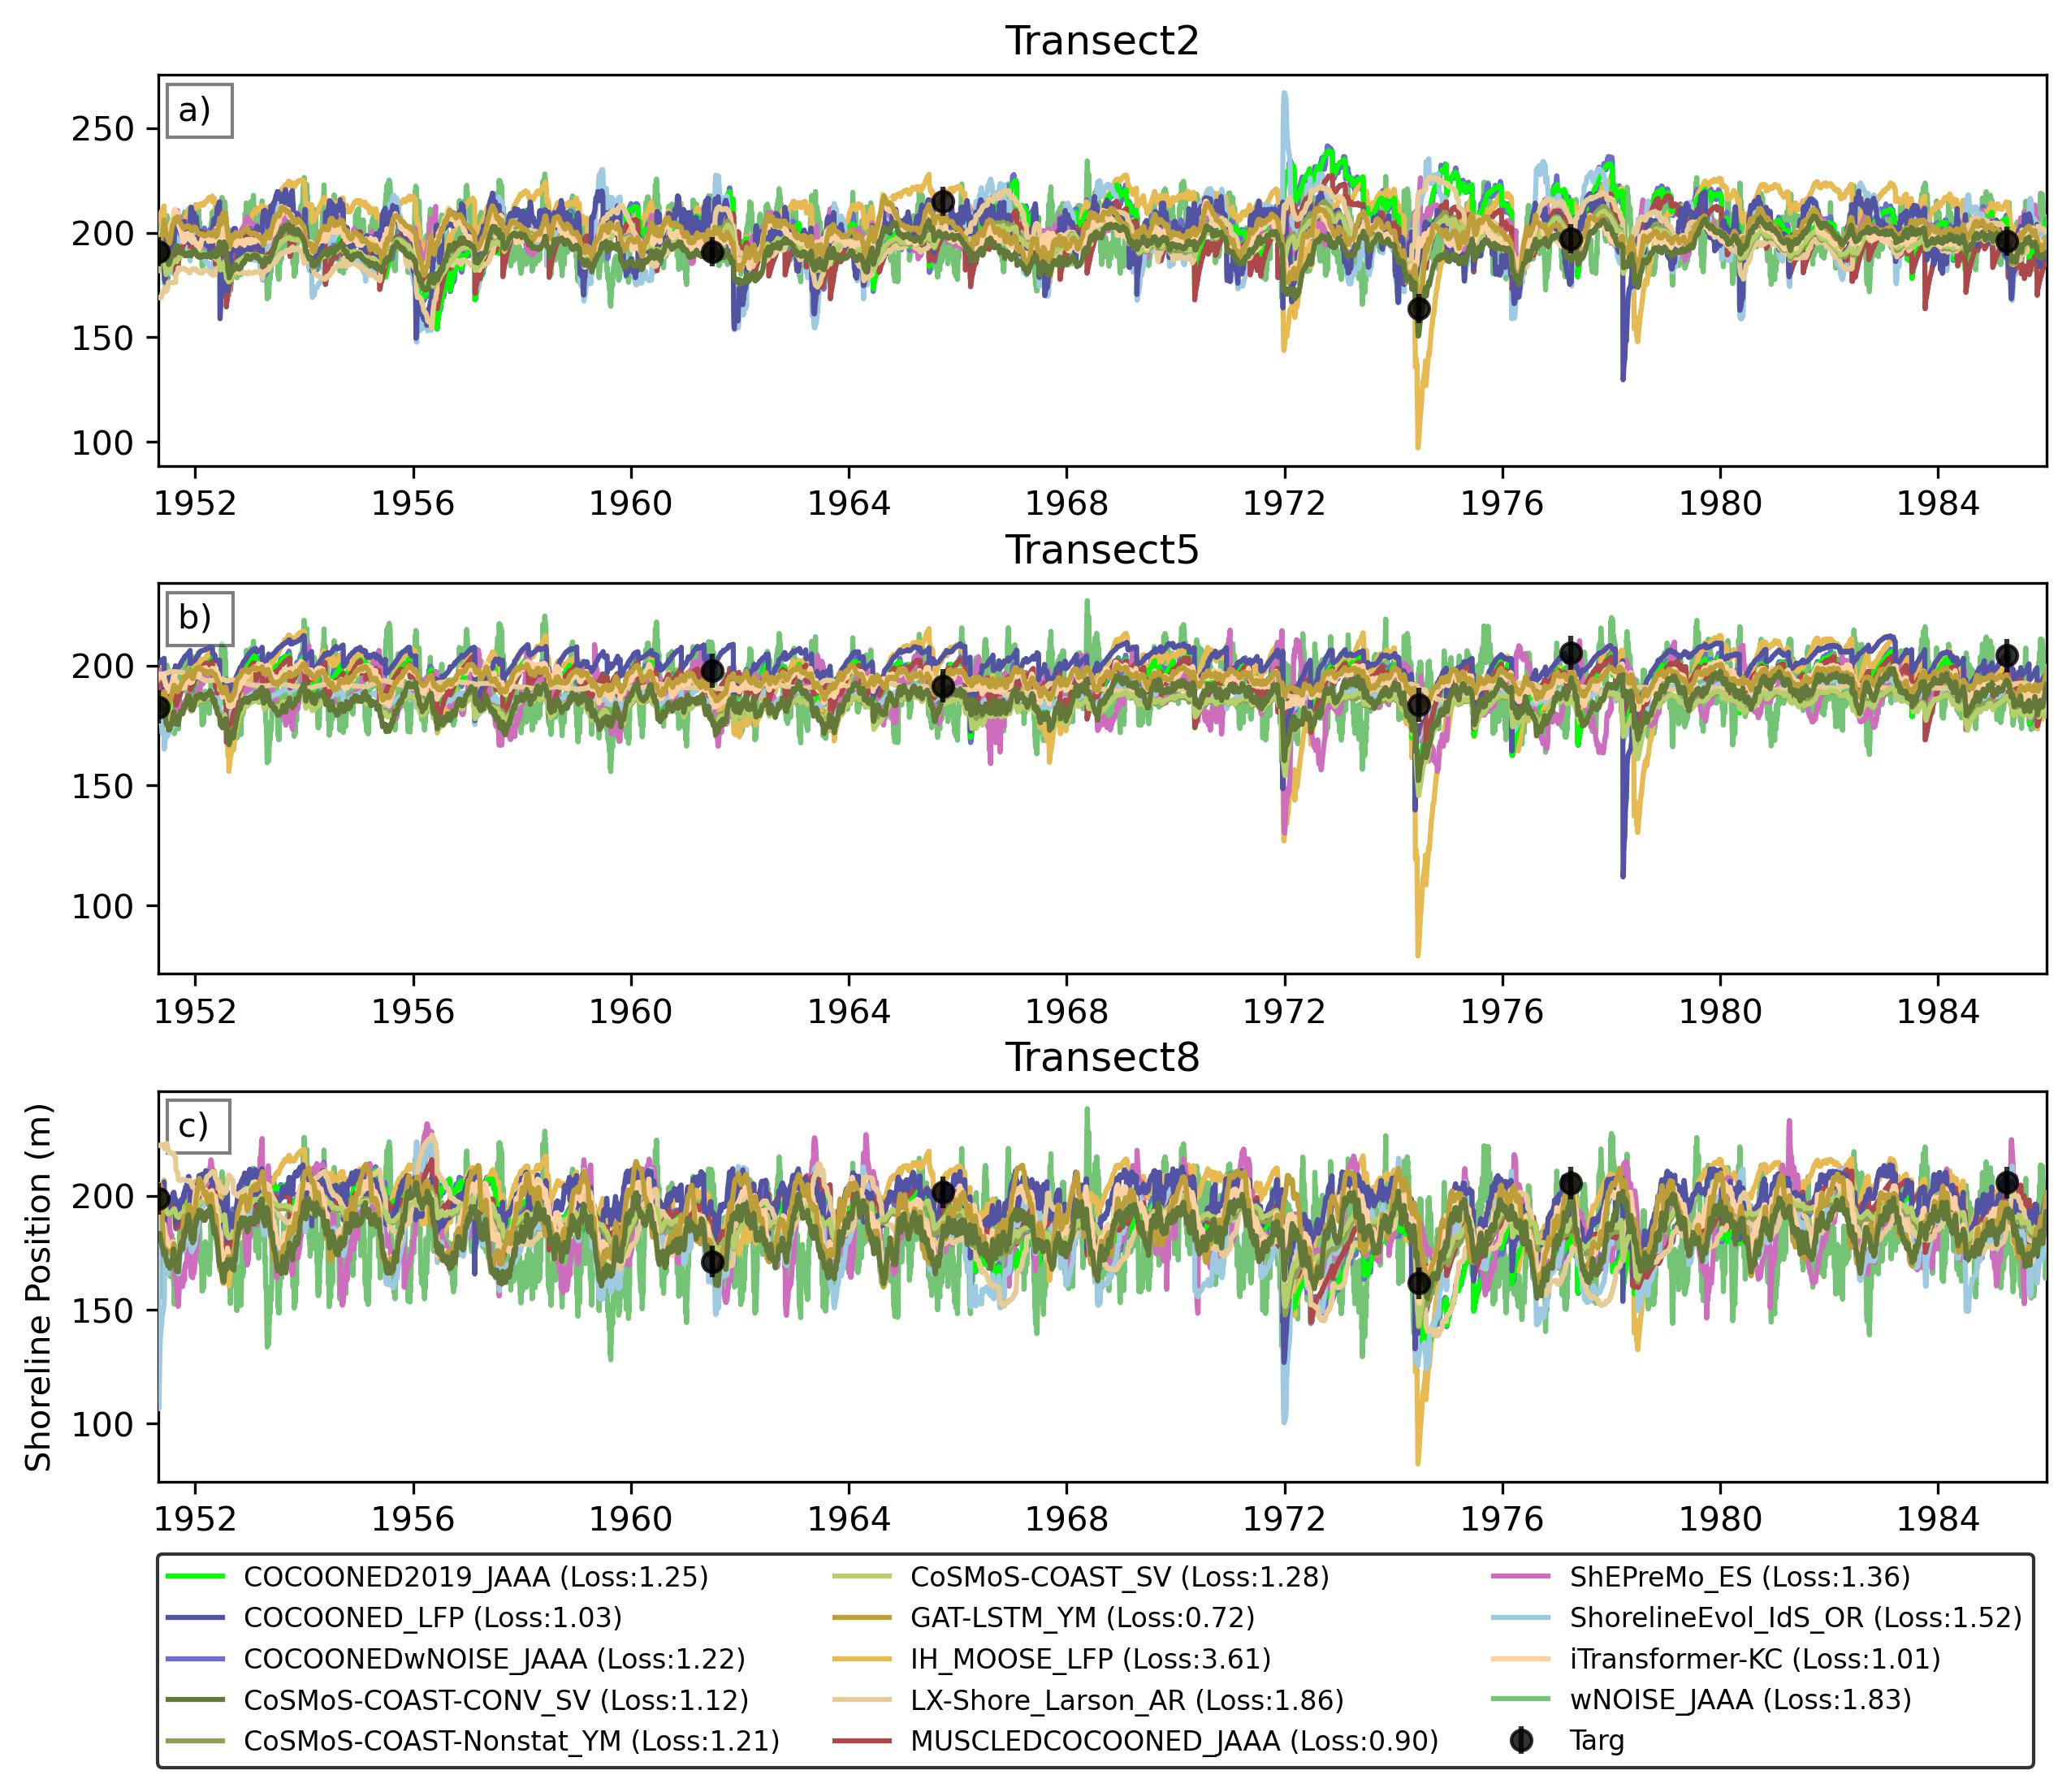 Transect2
a)
250
200
150
100
1952 1956 1960 1964 1968 1972 1976 1980 1984
Transect5
b)
200
150
100
1952 1956 1960 1964 1968 1972 1976 1980 1984
Transect8
c)
Shoreline Position (m)
200
150
100
1952 1956 1960 1964 1968 1972 1976 1980 1984
COCOONED2019_JAAA (Loss:1.25)
COCOONED_LFP (Loss:1.03)
COCOONEDwNOISE_JAAA (Loss:1.22)
CoSMoS-COAST-CONV_SV (Loss:1.12)
CoSMoS-COAST-Nonstat_YM (Loss:1.21)
CoSMoS-COAST_SV (Loss:1.28)
GAT-LSTM_YM (Loss:0.72)
IH_MOOSE_LFP (Loss:3.61)
LX-Shore_Larson_AR (Loss:1.86)
MUSCLEDCOCOONED_JAAA (Loss:0.90)
ShEPreMo_ES (Loss:1.36)
ShorelineEvol_IdS_OR (Loss:1.52)
iTransformer-KC (Loss:1.01)
wNOISE_JAAA (Loss:1.83)
Targ